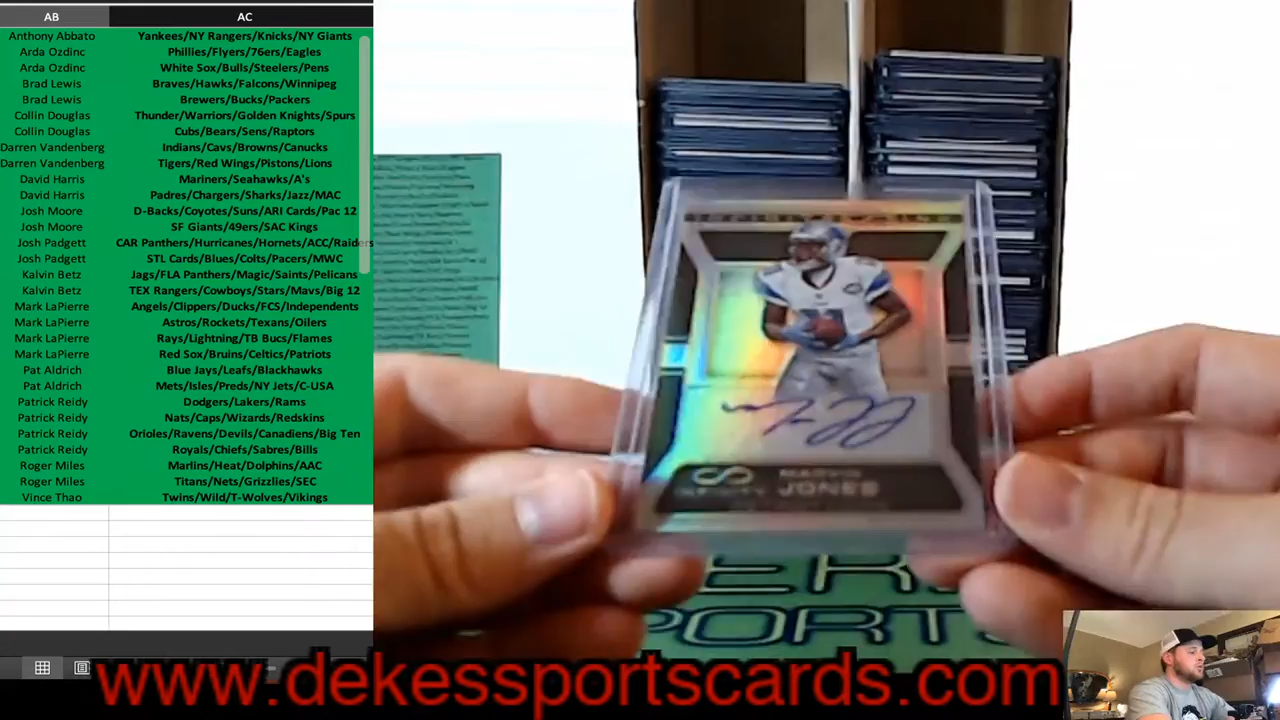 AB AC
Anthony Abbato Yankees/NY Rangers/Knicks/NY Giants
Arda Ozdinc Phillies/Flyers/76ers/Eagles
Arda Ozdinc White Sox/Bulls/Steelers/Pens
Brad Lewis Braves/Hawks/Falcons/Winnipeg
Brad Lewis Brewers/Bucks/Packers
Collin Douglas Thunder/Warriors/Golden Knights/Spurs
Collin Douglas Cubs/Bears/Sens/Raptors
Darren Vandenberg Indians/Cavs/Browns/Canucks
Darren Vandenberg Tigers/Red Wings/Pistons/Lions
David Harris Mariners/Seahawks/A's
David Harris Padres/Chargers/Sharks/Jazz/MAC
Josh Moore D-Backs/Coyotes/Suns/ARI Cards/Pac 12
Josh Moore SF Giants/49ers/SAC Kings
Josh Padgett CAR Panthers/Hurricanes/Hornets/ACC/Raiders
Josh Padgett STL Cards/Blues/Colts/Pacers/MWC
Kalvin Betz Jags/FLA Panthers/Magic/Saints/Pelicans
Kalvin Betz TEX Rangers/Cowboys/Stars/Mavs/Big 12
Mark LaPierre Angels/Clippers/Ducks/FCS/Independents
Mark LaPierre Astros/Rockets/Texans/Oilers
Mark LaPierre Rays/Lightning/TB Bucs/Flames
Mark LaPierre Red Sox/Bruins/Celtics/Patriots
Pat Aldrich Blue Jays/Leafs/Blackhawks
Pat Aldrich Mets/Isles/Preds/NY Jets/C-USA
Patrick Reidy Dodgers/Lakers/Rams
Patrick Reidy Nats/Caps/Wizards/Redskins
Patrick Reidy Orioles/Ravens/Devils/Canadiens/Big Ten
Patrick Reidy Royals/Chiefs/Sabres/Bills
Roger Miles Marlins/Heat/Dolphins/AAC
Roger Miles Titans/Nets/Grizzlies/SEC
Vince Thao Twins/Wild/T-Wolves/Vikings
MARVIN
INFINITY JONES
SPORTS
www.dekessportscards.com